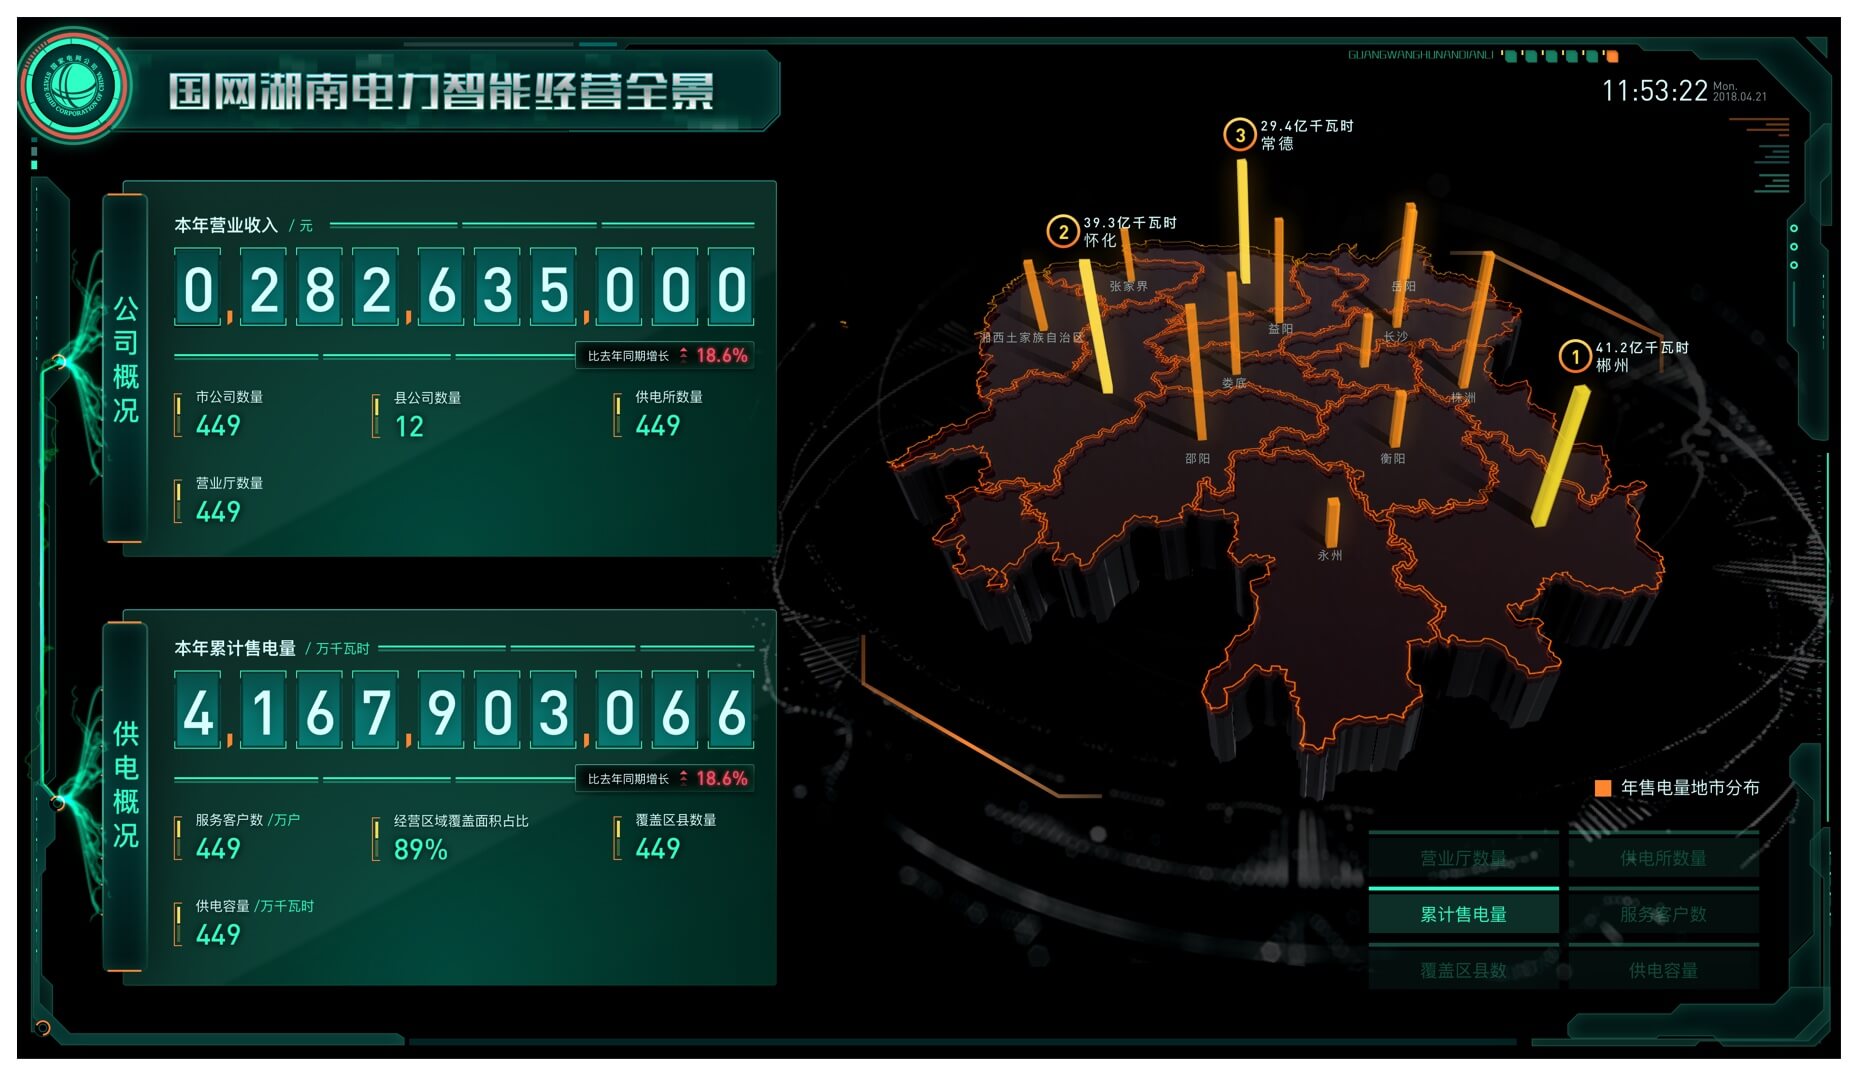 国家电网公司
STATE GRID CORPORATION OF CHINA
国网湖南电力智能经营全景
GUANGWANGHUNANDIANLI
11:53:22
Mon.
2018.04.21
公司概况
本年营业收入 / 元
0,282,635,000
比去年同期增长 18.6%
市公司数量
449
县公司数量
12
供电所数量
449
营业厅数量
449
供电概况
本年累计售电量 / 万千瓦时
4,167,903,066
比去年同期增长 18.6%
服务客户数 /万户
449
经营区域覆盖面积占比
89%
覆盖区县数量
449
供电容量 /万千瓦时
449
3
29.4亿千瓦时
常德
2
39.3亿千瓦时
怀化
1
41.2亿千瓦时
郴州
张家界
岳阳
湘西土家族自治区
益阳
长沙
娄底
株洲
邵阳
衡阳
永州
年售电量地市分布
营业厅数量
供电所数量
累计售电量
服务客户数
覆盖区县数
供电容量